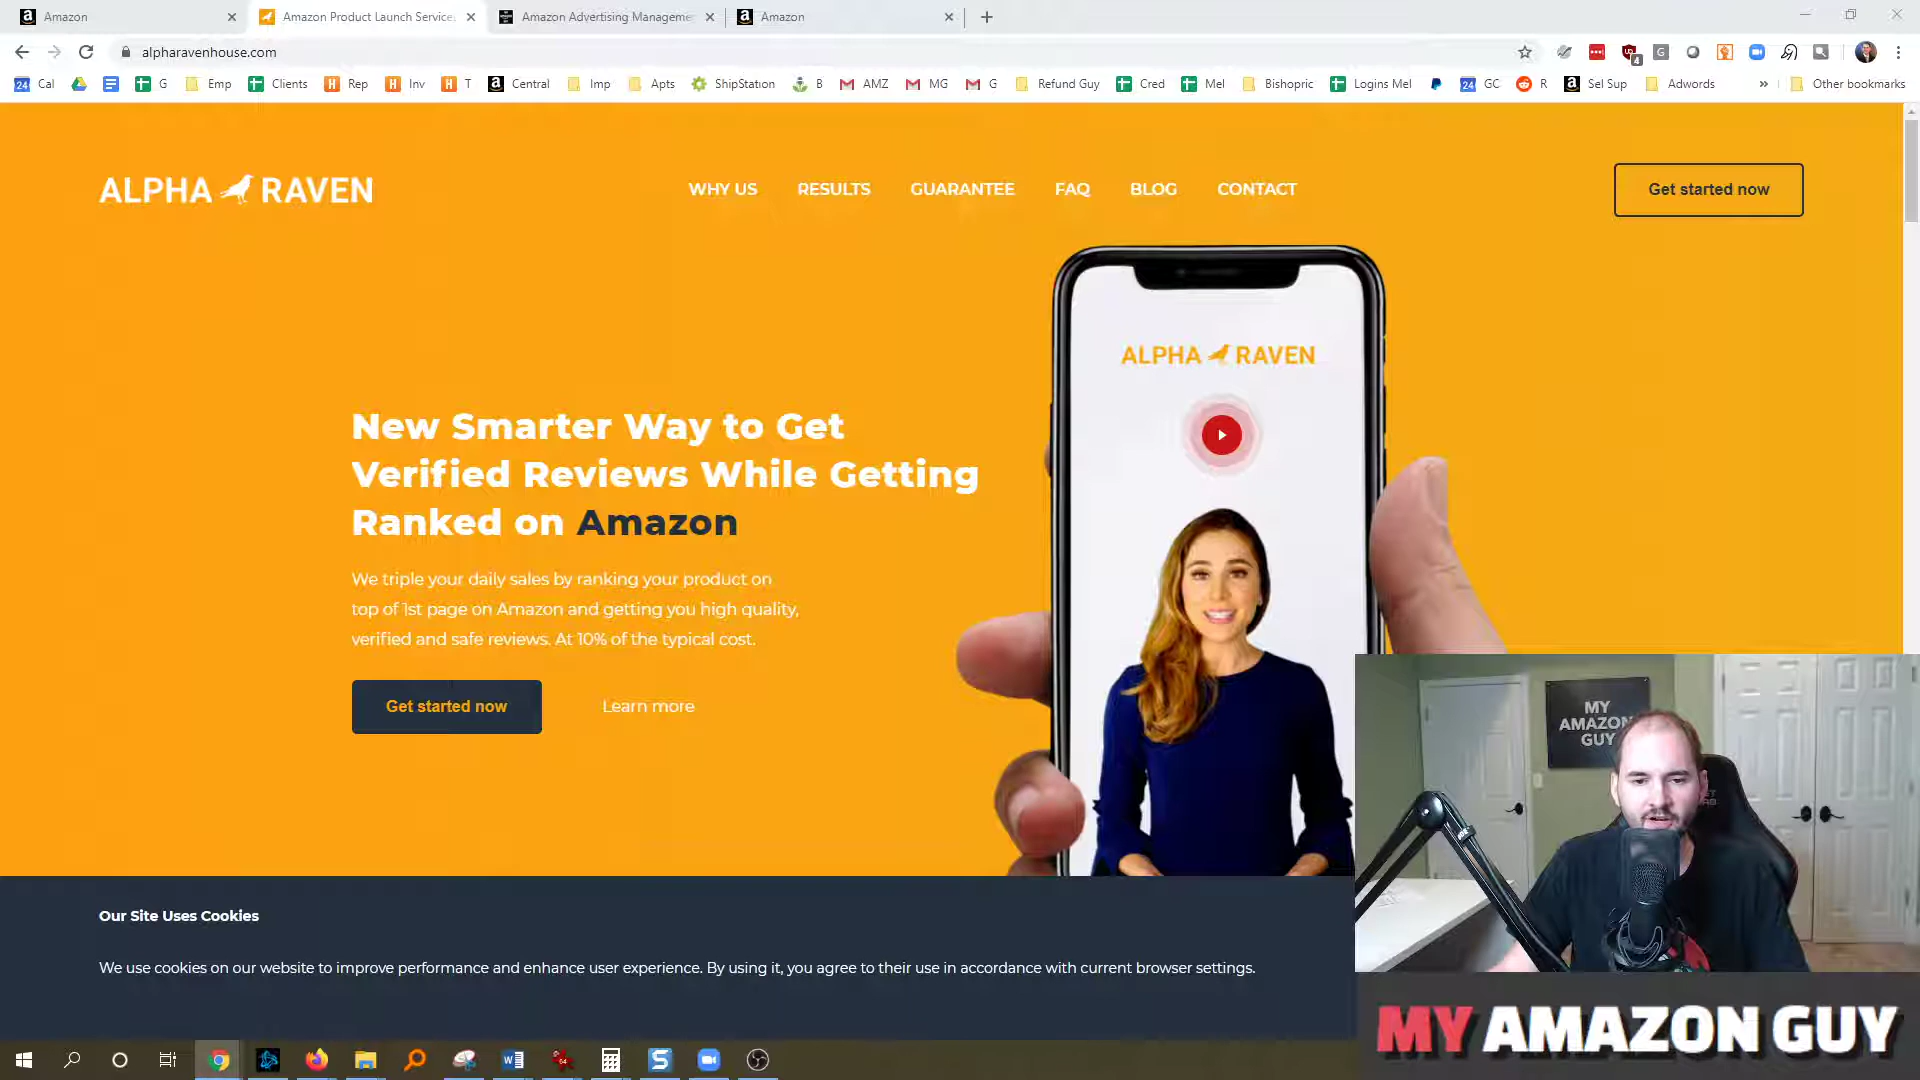 Amazon
Amazon Product Launch Service.
Amazon Advertising Manageme
Amazon
alpharavenhouse.com
4
G
24 Cal
G
Emp
Clients
H Rep
H Inv
H T
Central
Imp
Apts
ShipStation
B
AMZ
MG
G
Refund Guy
Cred
Mel
Bishopric
Logins Mel
24 GC
R
Sel Sup
Adwords
»
Other bookmarks
ALPHA RAVEN
WHY US
RESULTS
GUARANTEE
FAQ
BLOG
CONTACT
Get started now
ALPHA RAVEN
New Smarter Way to Get
Verified Reviews While Getting
Ranked on Amazon
We triple your daily sales by ranking your product on
top of 1st page on Amazon and getting you high quality,
verified and safe reviews. At 10% of the typical cost.
Get started now
Learn more
MY
AMAZON
GUY
Our Site Uses Cookies
We use cookies on our website to improve performance and enhance user experience. By using it, you agree to their use in accordance with current browser settings.
MY AMAZON GUY